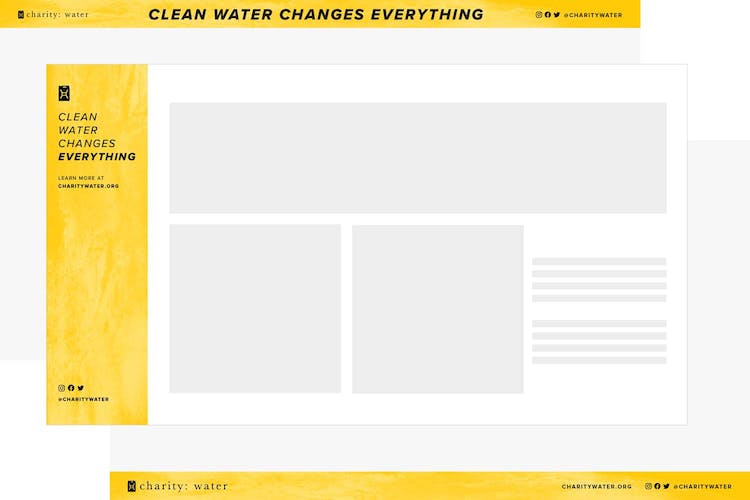 charity: water
CLEAN WATER CHANGES EVERYTHING
@CHARITYWATER
CLEAN
WATER
CHANGES
EVERYTHING
LEARN MORE AT
CHARITYWATER.ORG
@CHARITYWATER
charity: water
CHARITYWATER.ORG
@CHARITYWATER